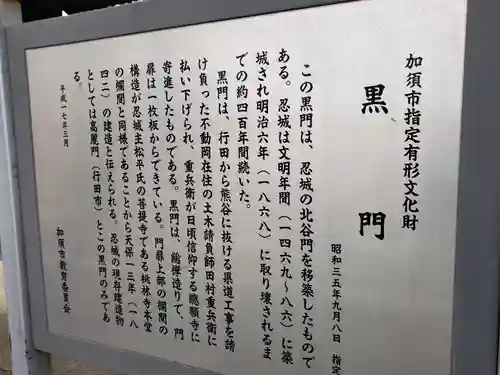 加須市指定有形文化財
黒門
昭和三五年九月八日 指定
この黒門は、忍城の北谷門を移築したもので
ある。忍城は文明年間(一四六九~八六)に築
城され明治六年(一八六八)に取り壊されるま
での約四百年間続いた。
黒門は、行田から熊谷に抜ける県道工事を請
け負った不動岡在住の土木請負師田村重兵衛に
払い下げられ、重兵衛が日頃信仰する總願寺に
寄進したものである。黒門は、総欅造りで、門
扉は一枚板からできている。門扉上部の欄間の
構造が忍城主松平氏の菩提寺である桃林寺本堂
の欄間と同様であることから天保一三年(一八
四二)の建造と伝えられる。忍城の現存建造物
としては高麗門(行田市)とこの黒門のみであ
る。
平成一七年三月
加須市教育委員会